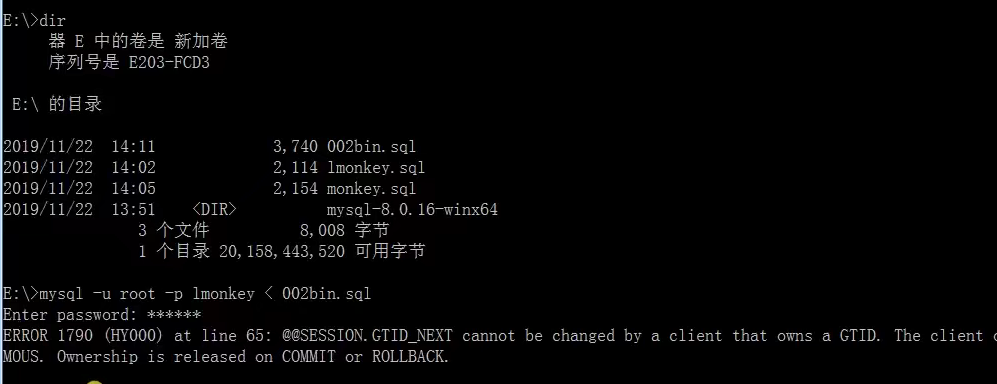 E:\>dir
器 E 中的卷是 新加卷
序列号是 E203-FCD3
E:\ 的目录
2019/11/22  14:11             3,740 002bin.sql
2019/11/22  14:02             2,114 lmonkey.sql
2019/11/22  14:05             2,154 monkey.sql
2019/11/22  13:51    <DIR>          mysql-8.0.16-winx64
3 个文件          8,008 字节
1 个目录 20,158,443,520 可用字节
E:\>mysql -u root -p lmonkey < 002bin.sql
Enter password: ******
ERROR 1790 (HY000) at line 65: @@SESSION.GTID_NEXT cannot be changed by a client that owns a GTID. The client
MOUS. Ownership is released on COMMIT or ROLLBACK.